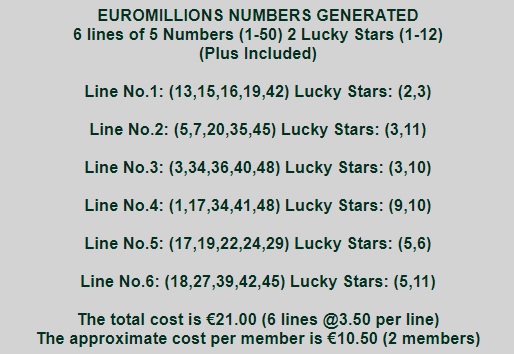 EUROMILLIONS NUMBERS GENERATED
6 lines of 5 Numbers (1-50) 2 Lucky Stars (1-12)
(Plus Included)
Line No.1: (13,15,16,19,42) Lucky Stars: (2,3)
Line No.2: (5,7,20,35,45) Lucky Stars: (3,11)
Line No.3: (3,34,36,40,48) Lucky Stars: (3,10)
Line No.4: (1,17,34,41,48) Lucky Stars: (9,10)
Line No.5: (17,19,22,24,29) Lucky Stars: (5,6)
Line No.6: (18,27,39,42,45) Lucky Stars: (5,11)
The total cost is €21.00 (6 lines @3.50 per line)
The approximate cost per member is €10.50 (2 members)